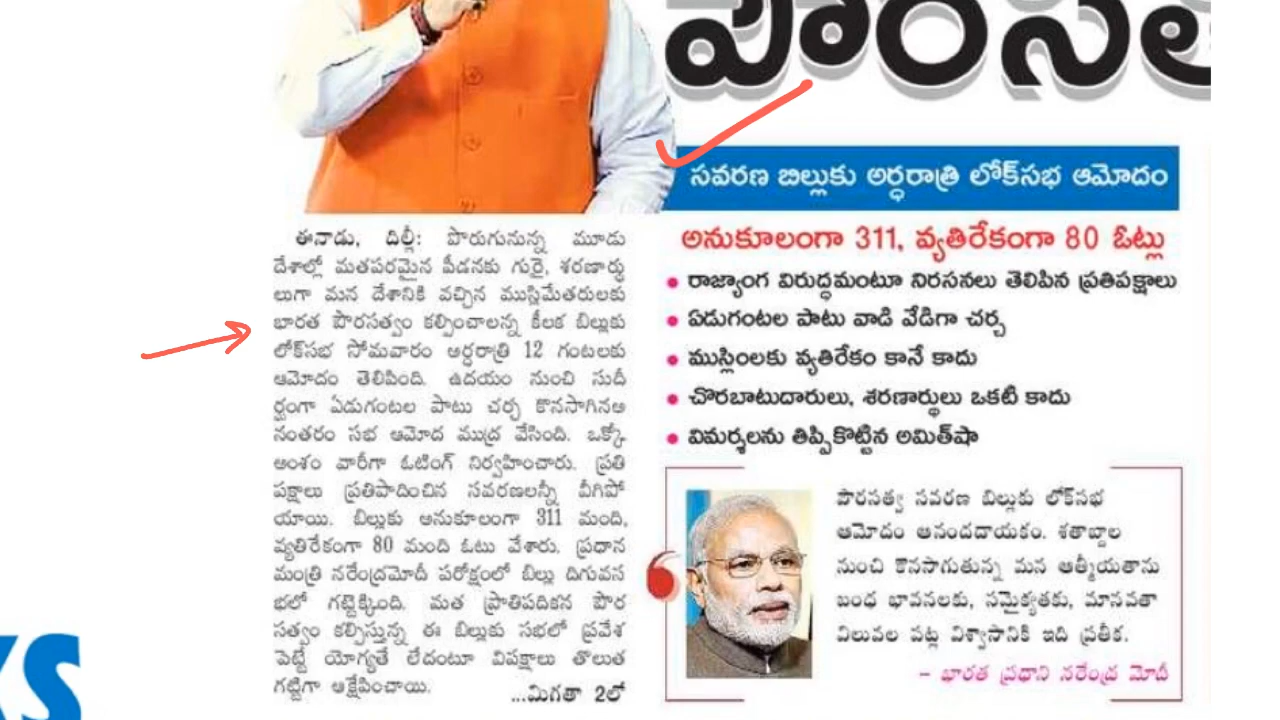 సవరణ బిల్లుకు అర్ధరాత్రి లోక్‌సభ ఆమోదం
అనుకూలంగా 311, వ్యతిరేకంగా 80 ఓట్లు
• రాజ్యాంగ విరుద్ధమంటూ నిరసనలు తెలిపిన ప్రతిపక్షాలు
• ఏడుగంటల పాటు వాడి వేడిగా చర్చ
• ముస్లింలకు వ్యతిరేకం కానే కాదు
• చొరబాటుదారులు, శరణార్థులు ఒకటి కాదు
• విమర్శలను తిప్పికొట్టిన అమిత్‌షా
ఈనాడు, దిల్లీ: పొరుగునున్న మూడు
దేశాల్లో మతపరమైన పీడనకు గురై, శరణార్థు
లుగా మన దేశానికి వచ్చిన ముస్లిమేతరులకు
భారత పౌరసత్వం కల్పించాలన్న కీలక బిల్లుకు
లోక్‌సభ సోమవారం అర్ధరాత్రి 12 గంటలకు
ఆమోదం తెలిపింది. ఉదయం నుంచి సుదీ
ర్ఘంగా ఏడుగంటల పాటు చర్చ కొనసాగినఅ
నంతరం సభ ఆమోద ముద్ర వేసింది. ఒక్కో
అంశం వారీగా ఓటింగ్ నిర్వహించారు. ప్రతి
పక్షాలు ప్రతిపాదించిన సవరణలన్నీ వీగిపో
యాయి. బిల్లుకు అనుకూలంగా 311 మంది,
వ్యతిరేకంగా 80 మంది ఓటు వేశారు. ప్రధాన
మంత్రి నరేంద్రమోదీ పరోక్షంలో బిల్లు దిగువస
భలో గట్టెక్కింది. మత ప్రాతిపదికన పౌర
సత్వం కల్పిస్తున్న ఈ బిల్లుకు సభలో ప్రవేశ
పెట్టే యోగ్యతే లేదంటూ విపక్షాలు తొలుత
గట్టిగా ఆక్షేపించాయి.
...మిగతా 2లో
పౌరసత్వ సవరణ బిల్లుకు లోక్‌సభ
ఆమోదం ఆనందదాయకం. శతాబ్దాల
నుంచి కొనసాగుతున్న మన ఆత్మీయతాను
బంధ భావనలకు, సమైక్యతకు, మానవతా
విలువల పట్ల విశ్వాసానికి ఇది ప్రతీక.
– భారత ప్రధాని నరేంద్ర మోదీ